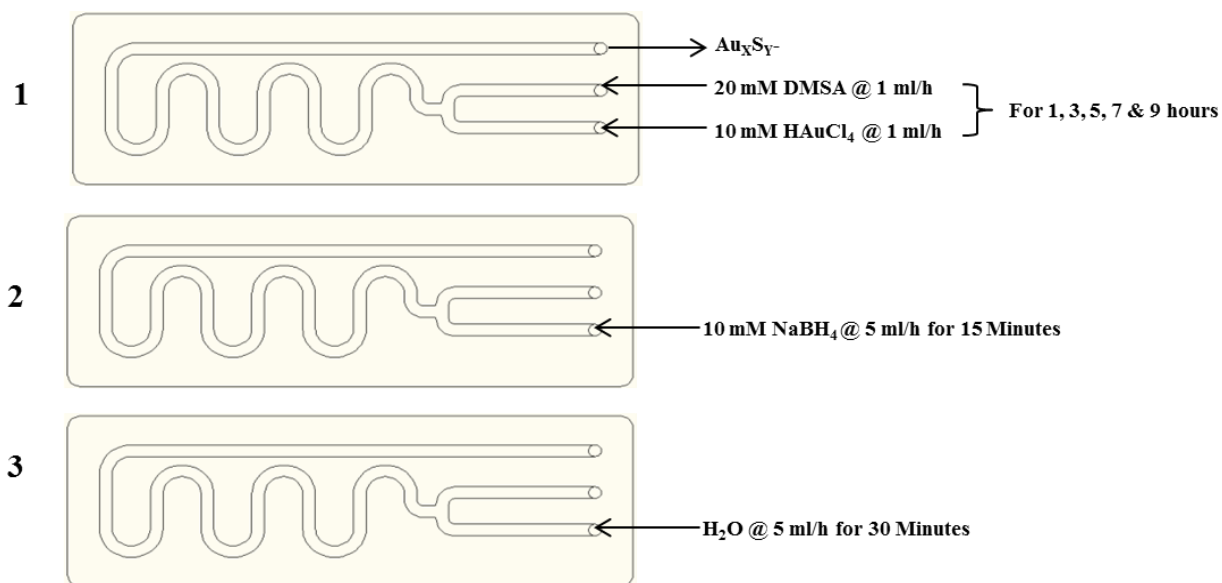 1
Au_XS_Y-
20 mM DMSA @ 1 ml/h
10 mM HAuCl₄ @ 1 ml/h
For 1, 3, 5, 7 & 9 hours
2
10 mM NaBH₄ @ 5 ml/h for 15 Minutes
3
H₂O @ 5 ml/h for 30 Minutes